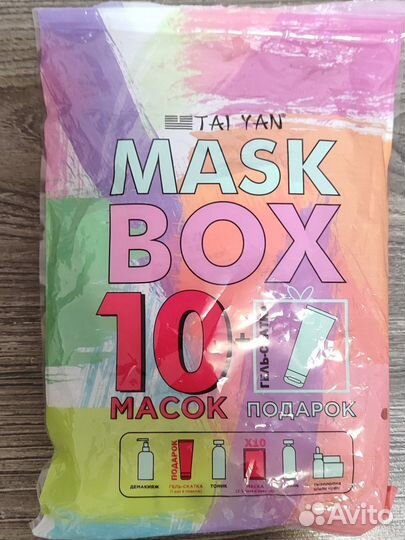 TAI YAN
MASK
BOX
10
МАСОК
+
ГЕЛЬ-СКАТКА
ПОДАРОК
ПОДАРОК
X10
ДЕМАКИЯЖ
ГЕЛЬ-СКАТКА
ТОНИК
МАСКА
Avito